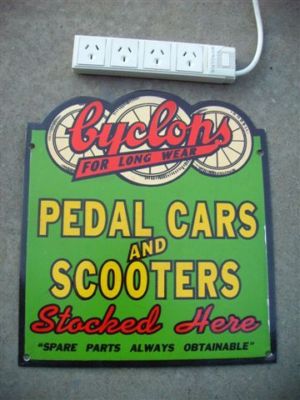 Cyclops
FOR LONG WEAR
PEDAL CARS
AND
SCOOTERS
Stocked Here
"SPARE PARTS ALWAYS OBTAINABLE"